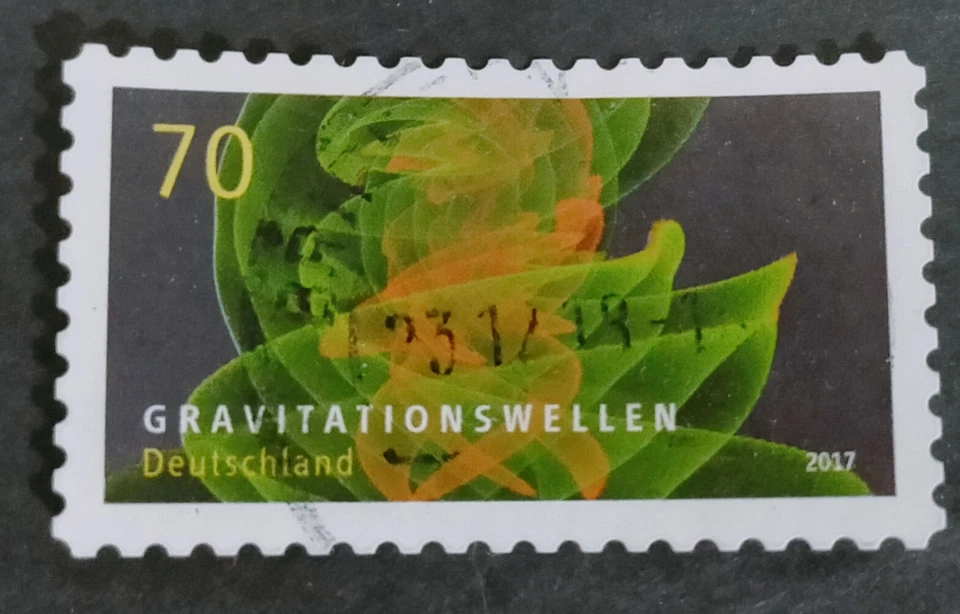 70
GRAVITATIONSWELLEN
Deutschland
2017